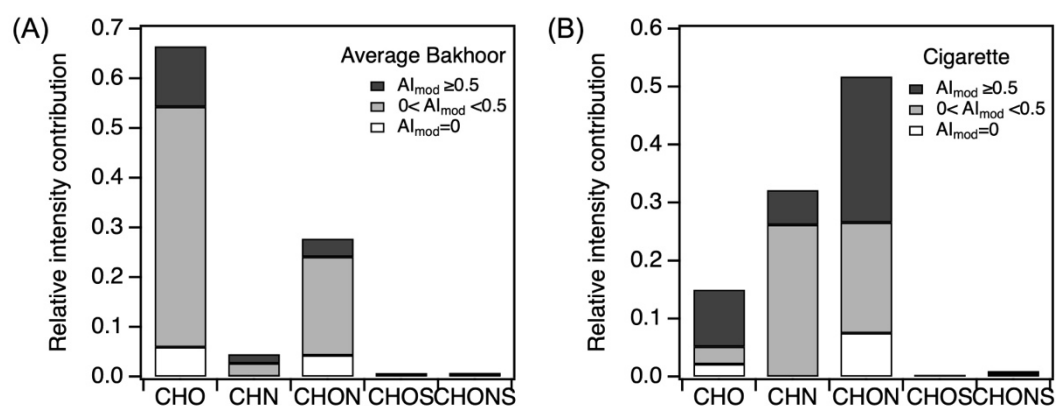 (A)
Relative intensity contribution
0.7
0.6
0.5
0.4
0.3
0.2
0.1
0.0
Average Bakhoor
AImod ≥0.5
0< AImod <0.5
AImod=0
CHO CHN CHON CHOS CHONS
(B)
Relative intensity contribution
0.6
0.5
0.4
0.3
0.2
0.1
0.0
Cigarette
AImod ≥0.5
0< AImod <0.5
AImod=0
CHO CHN CHON CHOS CHONS